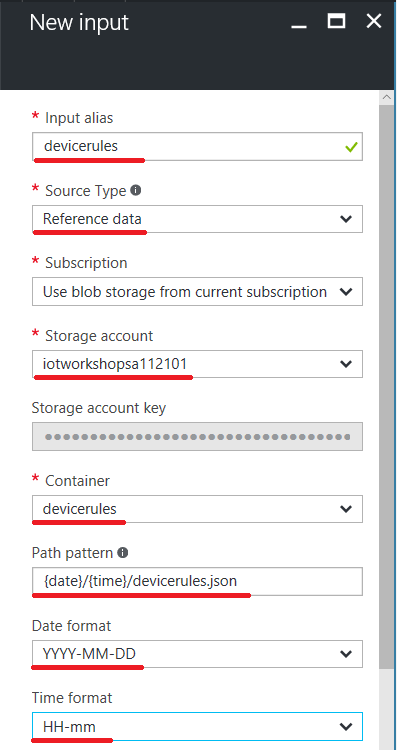 New input
* Input alias
devicerules
* Source Type
Reference data
* Subscription
Use blob storage from current subscription
* Storage account
iotworkshopsa112101
Storage account key
* Container
devicerules
Path pattern
{date}/{time}/devicerules.json
Date format
YYYY-MM-DD
Time format
HH-mm